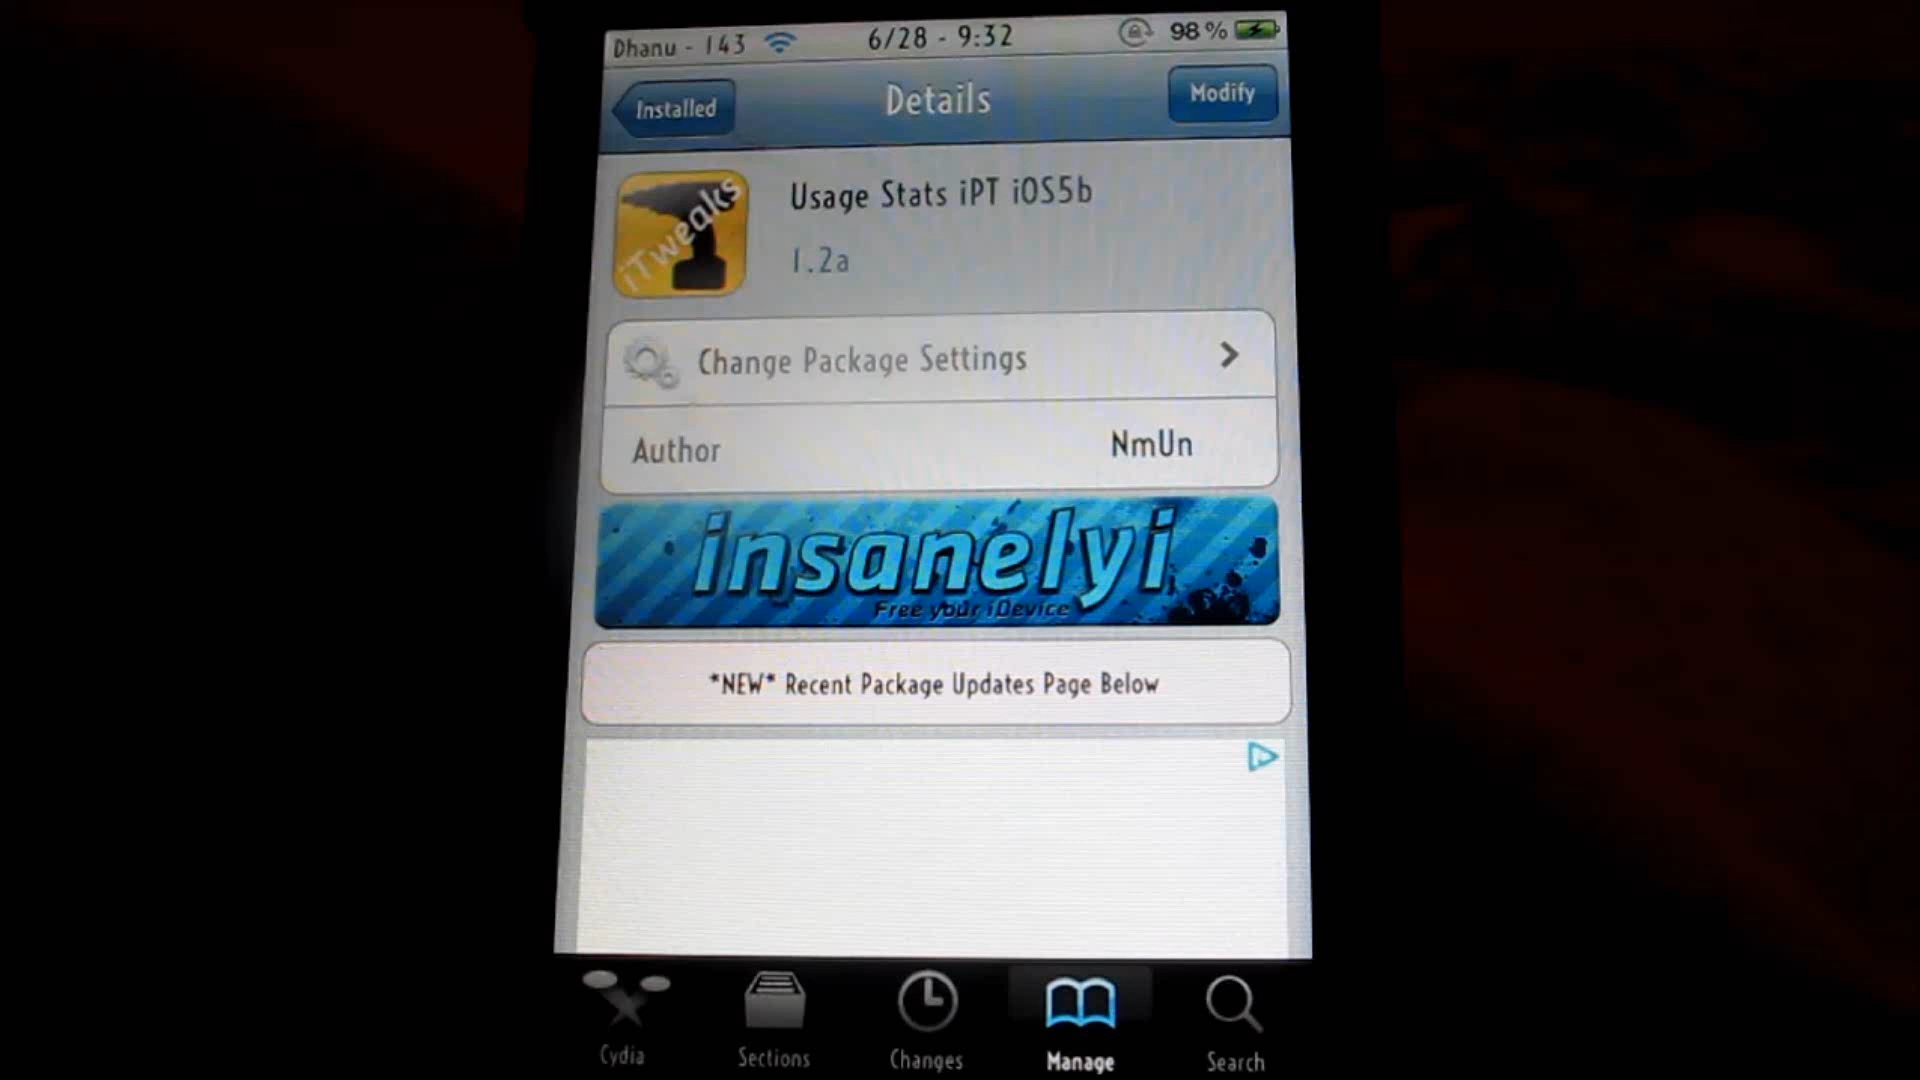 Dhanu - 143 6/28 - 9:32 98%
Installed Details Modify
iTweaks
Usage Stats iPT iOS5b
1.2a
Change Package Settings
Author NmUn
insanelyi
Free your iDevice
*NEW* Recent Package Updates Page Below
Cydia Sections Changes Manage Search